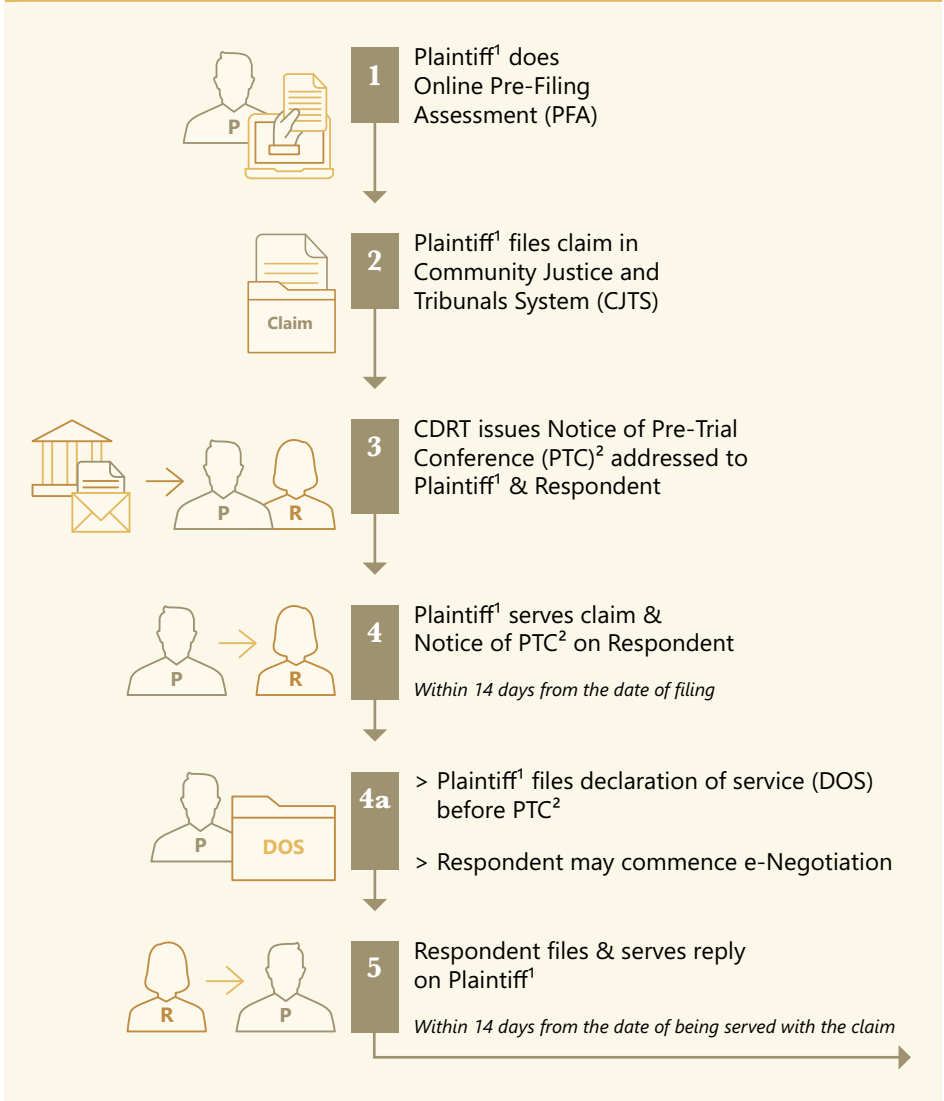 P
1
Plaintiff¹ does
Online Pre-Filing
Assessment (PFA)
Claim
2
Plaintiff¹ files claim in
Community Justice and
Tribunals System (CJTS)
P
R
3
CDRT issues Notice of Pre-Trial
Conference (PTC)² addressed to
Plaintiff¹ & Respondent
P
R
4
Plaintiff¹ serves claim &
Notice of PTC² on Respondent
Within 14 days from the date of filing
P
DOS
4a
> Plaintiff¹ files declaration of service (DOS)
before PTC²
> Respondent may commence e-Negotiation
R
P
5
Respondent files & serves reply
on Plaintiff¹
Within 14 days from the date of being served with the claim